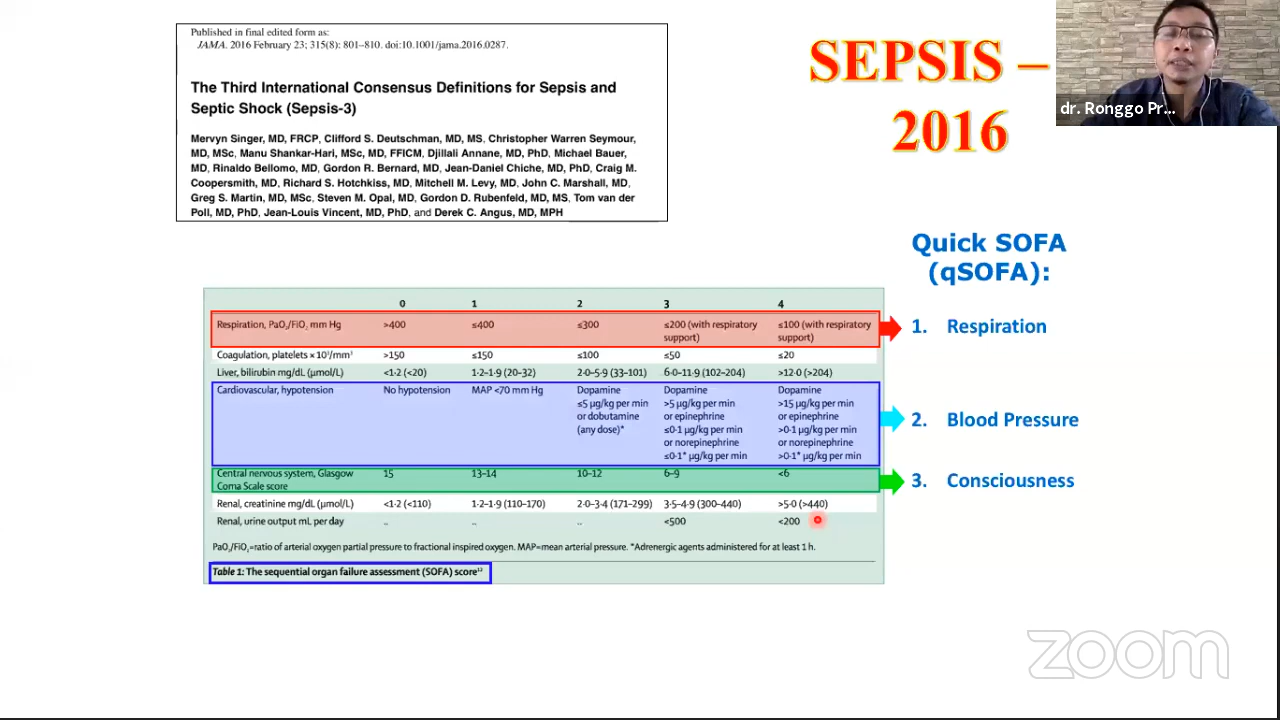 Published in final edited form as:
JAMA. 2016 February 23; 315(8): 801–810. doi:10.1001/jama.2016.0287.
The Third International Consensus Definitions for Sepsis and
Septic Shock (Sepsis-3)
Mervyn Singer, MD, FRCP, Clifford S. Deutschman, MD, MS, Christopher Warren Seymour,
MD, MSc, Manu Shankar-Hari, MSc, MD, FFICM, Djillali Annane, MD, PhD, Michael Bauer,
MD, Rinaldo Bellomo, MD, Gordon R. Bernard, MD, Jean-Daniel Chiche, MD, PhD, Craig M.
Coopersmith, MD, Richard S. Hotchkiss, MD, Mitchell M. Levy, MD, John C. Marshall, MD,
Greg S. Martin, MD, MSc, Steven M. Opal, MD, Gordon D. Rubenfeld, MD, MS, Tom van der
Poll, MD, PhD, Jean-Louis Vincent, MD, PhD, and Derek C. Angus, MD, MPH
SEPSIS –
2016
dr. Ronggo Pr...
Quick SOFA
(qSOFA):
1. Respiration
2. Blood Pressure
3. Consciousness
0 1 2 3 4
Respiration, PaO2/FiO2, mm Hg >400 ≤400 ≤300 ≤200 (with respiratory ≤100 (with respiratory
support) support)
Coagulation, platelets × 10³/mm³ >150 ≤150 ≤100 ≤50 ≤20
Liver, bilirubin mg/dL (µmol/L) <1·2 (<20) 1·2–1·9 (20–32) 2·0–5·9 (33–101) 6·0–11·9 (102–204) >12·0 (>204)
Cardiovascular, hypotension No hypotension MAP <70 mm Hg Dopamine Dopamine Dopamine
≤5 µg/kg per min >5 µg/kg per min >15 µg/kg per min
or dobutamine or epinephrine or epinephrine
(any dose)* ≤0·1 µg/kg per min >0·1 µg/kg per min
or norepinephrine or norepinephrine
≤0·1* µg/kg per min >0·1* µg/kg per min
Central nervous system, Glasgow 15 13–14 10–12 6–9 <6
Coma Scale score
Renal, creatinine mg/dL (µmol/L) <1·2 (<110) 1·2–1·9 (110–170) 2·0–3·4 (171–299) 3·5–4·9 (300–440) >5·0 (>440)
Renal, urine output mL per day .. .. .. <500 <200
PaO2/FiO2=ratio of arterial oxygen partial pressure to fractional inspired oxygen. MAP=mean arterial pressure. *Adrenergic agents administered for at least 1 h.
Table 1: The sequential organ failure assessment (SOFA) score¹²
zoom